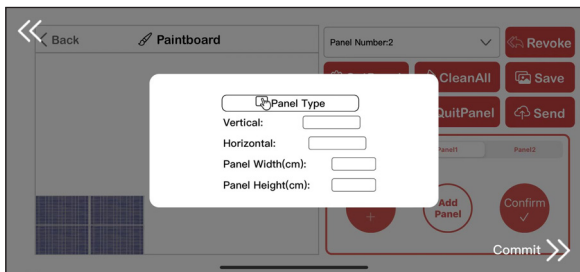 Back
Paintboard
Panel Number:2
Revoke
CleanAll
Save
QuitPanel
Send
Panel Type
Vertical:
Horizontal:
Panel Width(cm):
Panel Height(cm):
Panel1
Panel2
+
Add
Panel
Confirm
Commit